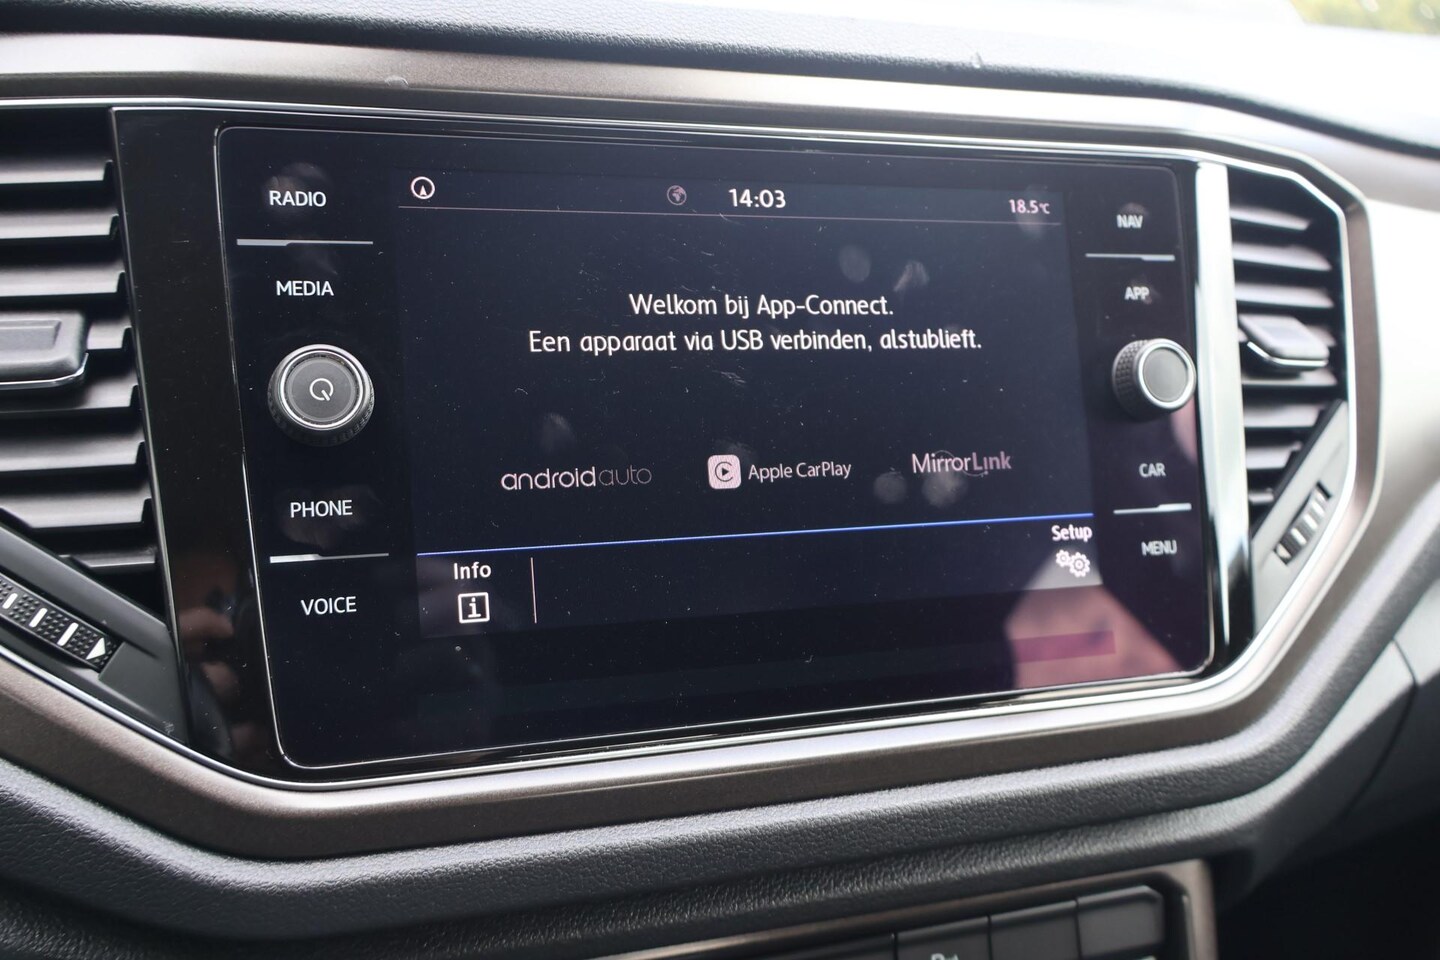 RADIO
MEDIA
PHONE
VOICE
14:03
18.5°C
Welkom bij App-Connect.
Een apparaat via USB verbinden, alstublieft.
androidauto
Apple CarPlay
MirrorLink
Info
i
Setup
NAV
APP
CAR
MENU